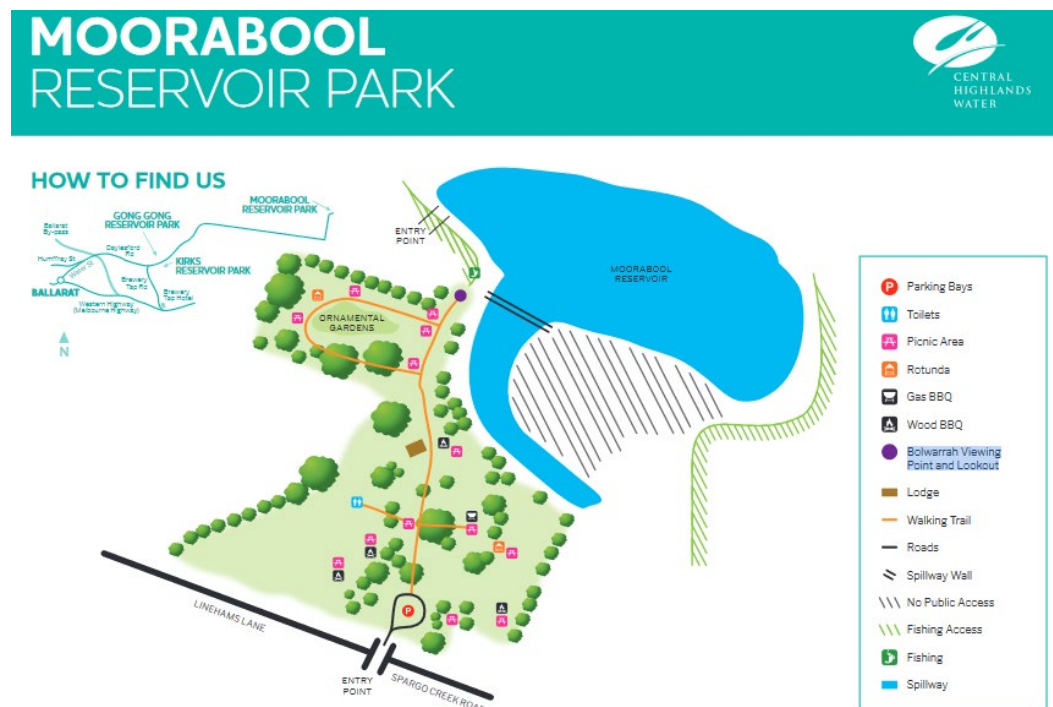 MOORABOOL
RESERVOIR PARK
CENTRAL
HIGHLANDS
WATER
HOW TO FIND US
MOORABOOL
RESERVOIR PARK
GONG GONG
RESERVOIR PARK
Ballarat
By-pass
Daylesford
Rd
Humffray St
Water St
KIRKS
RESERVOIR PARK
BALLARAT
Brewery
Tap Rd
Brewery
Tap Hotel
Western Highway
(Melbourne Highway)
N
ENTRY
POINT
MOORABOOL
RESERVOIR
ORNAMENTAL
GARDENS
P
LINEHAMS LANE
ENTRY
POINT
SPARGO CREEK ROAD
P Parking Bays
Toilets
Picnic Area
Rotunda
Gas BBQ
Wood BBQ
Bolwarrah Viewing
Point and Lookout
Lodge
Walking Trail
Roads
Spillway Wall
No Public Access
Fishing Access
Fishing
Spillway